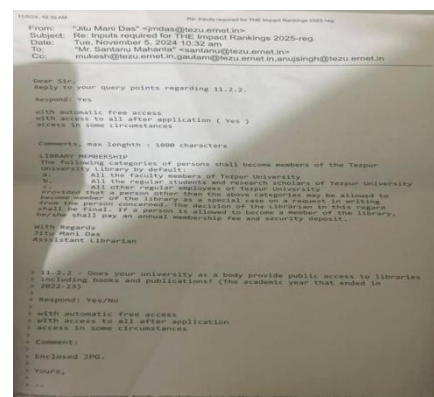 11/5/24, 10:36 AM
Re: Inputs required for THE Impact Rankings 2025-reg.
From: "Jitu Mani Das" <jmdas@tezu.ernet.in>
Subject: Re: Inputs required for THE Impact Rankings 2025-reg.
Date: Tue, November 5, 2024 10:32 am
To: "Mr. Santanu Mahanta" <santanu@tezu.ernet.in>
Cc: mukesh@tezu.ernet.in,gautam@tezu.ernet.in,anujsingh@tezu.ernet.in
Dear Sir,
Reply to your query points regarding 11.2.2.
Respond: Yes
with automatic free access
with access to all after application ( Yes )
access in some circumstances
Comments, max lenghth : 1000 characters
LIBRARY MEMBERSHIP
The following categories of persons shall become members of the Tezpur
University Library by default:
a. All the faculty members of Tezpur University
b. All the regular students and research scholars of Tezpur University
c. All other regular employees of Tezpur University
Provided that a person other than the above categories may be allowed to
become member of the library as a special case on a request in writing
from the person concerned. The decision of the Librarian in this regard
shall be final. If a person is allowed to become a member of the library,
he/she shall pay an annual membership fee and security deposit.
With Regards
Jitu Mani Das
Asssistant Librarian
> 11.2.2 - Does your university as a body provide public access to libraries
> including books and publications? (The academic year that ended in
> 2022-23)
>
> Respond: Yes/No
>
> with automatic free access
> with access to all after application
> access in some circumstances
>
> Comment:
>
> Enclosed JPG.
>
> Yours,
>
> --